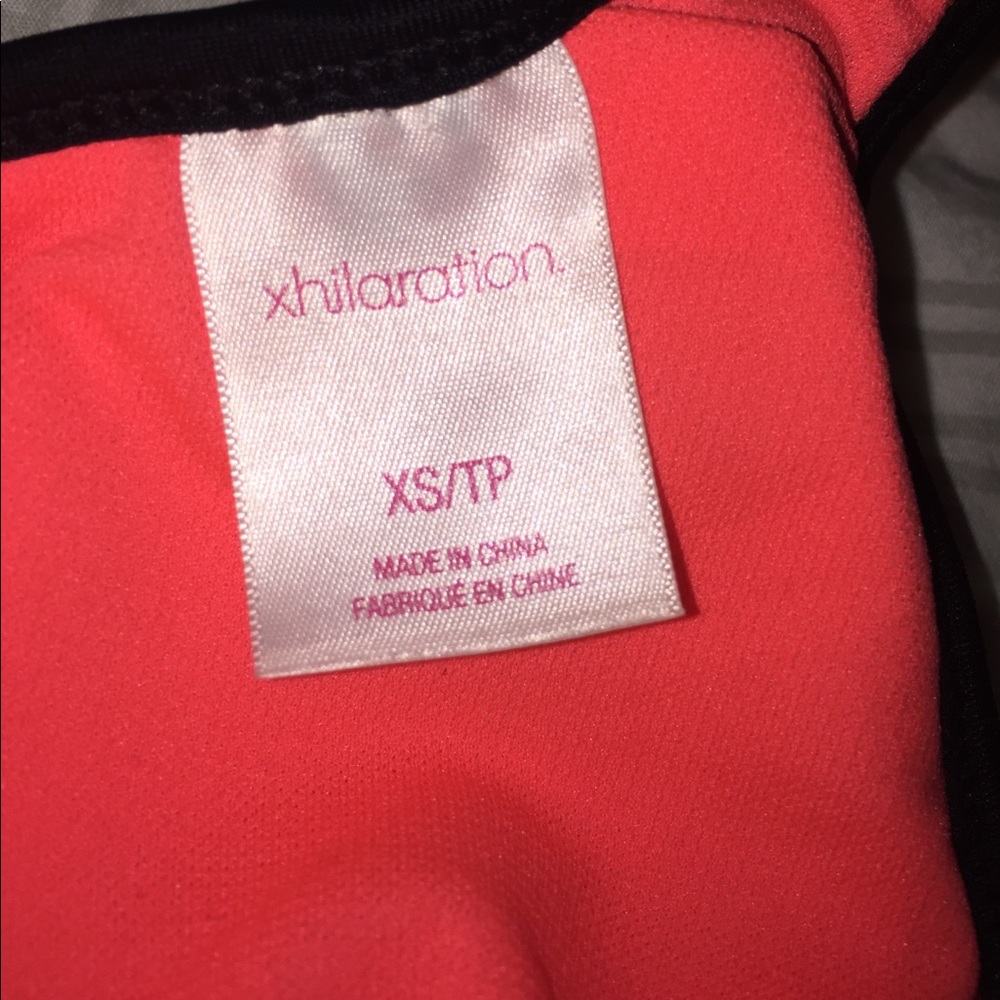 xhilaration.
XS/TP
MADE IN CHINA
FABRIQUÉ EN CHINE